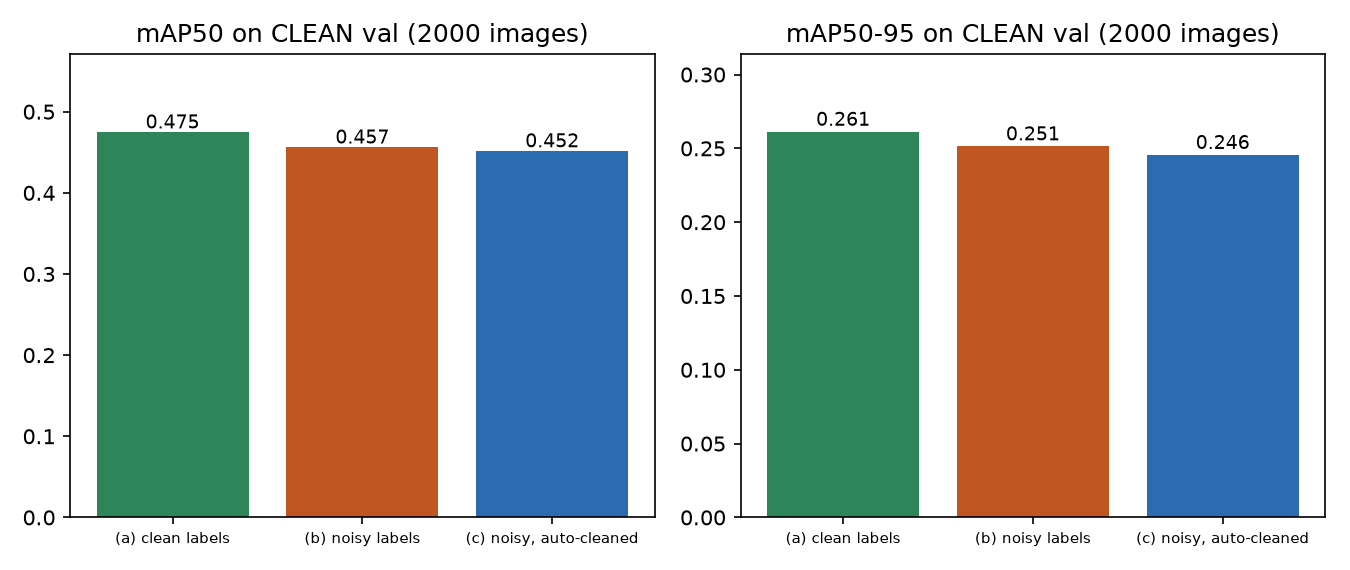 mAP50 on CLEAN val (2000 images)
0.5
0.4
0.3
0.2
0.1
0.0
0.475
0.457
0.452
(a) clean labels
(b) noisy labels
(c) noisy, auto-cleaned
mAP50-95 on CLEAN val (2000 images)
0.30
0.25
0.20
0.15
0.10
0.05
0.00
0.261
0.251
0.246
(a) clean labels
(b) noisy labels
(c) noisy, auto-cleaned